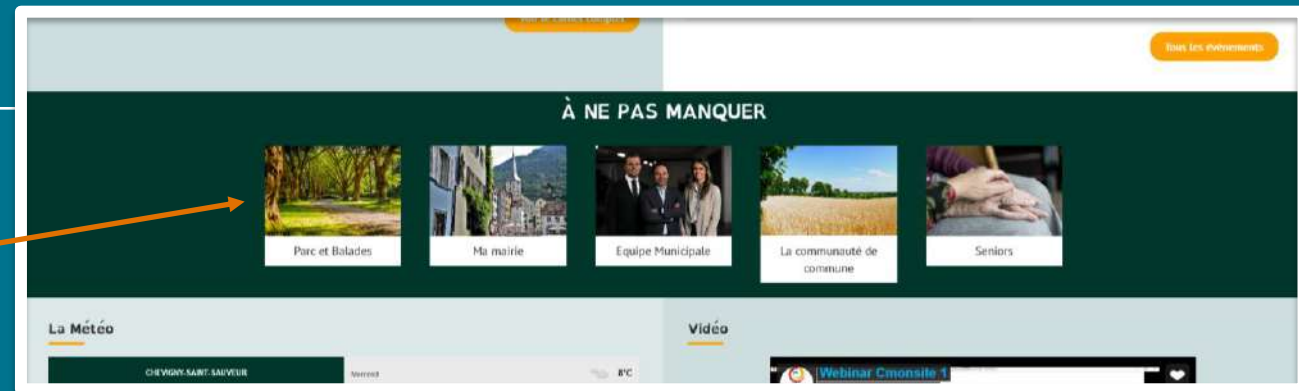 Tous les événements
À NE PAS MANQUER
Parc et Balades
Ma mairie
Equipe Municipale
La communauté de
commune
Seniors
La Météo
Vidéo
CHEVIGNY-SAINT-SAUVEUR
8°C
Webinar Cmonsite 1